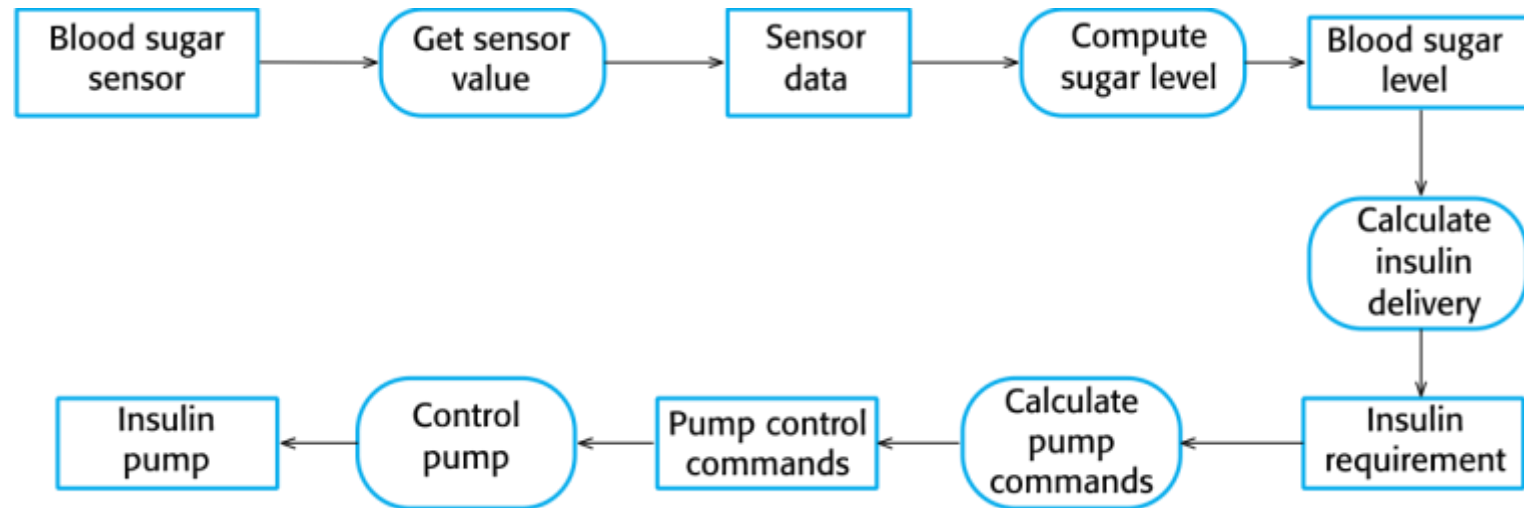 Blood sugar
sensor
Get sensor
value
Sensor
data
Compute
sugar level
Blood sugar
level
Calculate
insulin
delivery
Insulin
requirement
Calculate
pump
commands
Pump control
commands
Control
pump
Insulin
pump